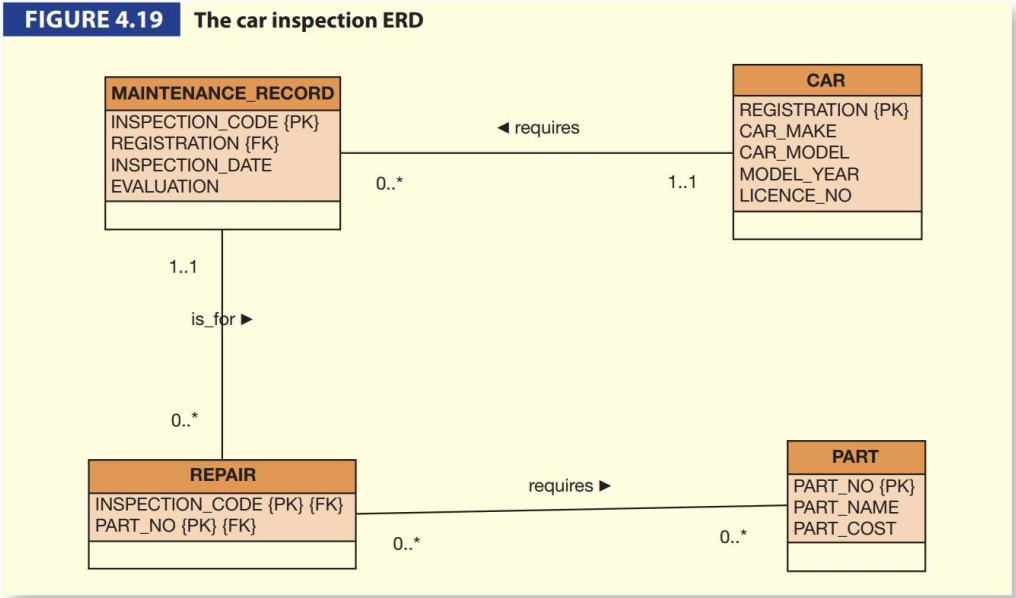 FIGURE 4.19 The car inspection ERD
MAINTENANCE_RECORD
INSPECTION_CODE {PK}
REGISTRATION {FK}
INSPECTION_DATE
EVALUATION
◄ requires
0..*
1..1
CAR
REGISTRATION {PK}
CAR_MAKE
CAR_MODEL
MODEL_YEAR
LICENCE_NO
1..1
is_for ►
0..*
REPAIR
INSPECTION_CODE {PK} {FK}
PART_NO {PK} {FK}
requires ►
0..*
0..*
PART
PART_NO {PK}
PART_NAME
PART_COST